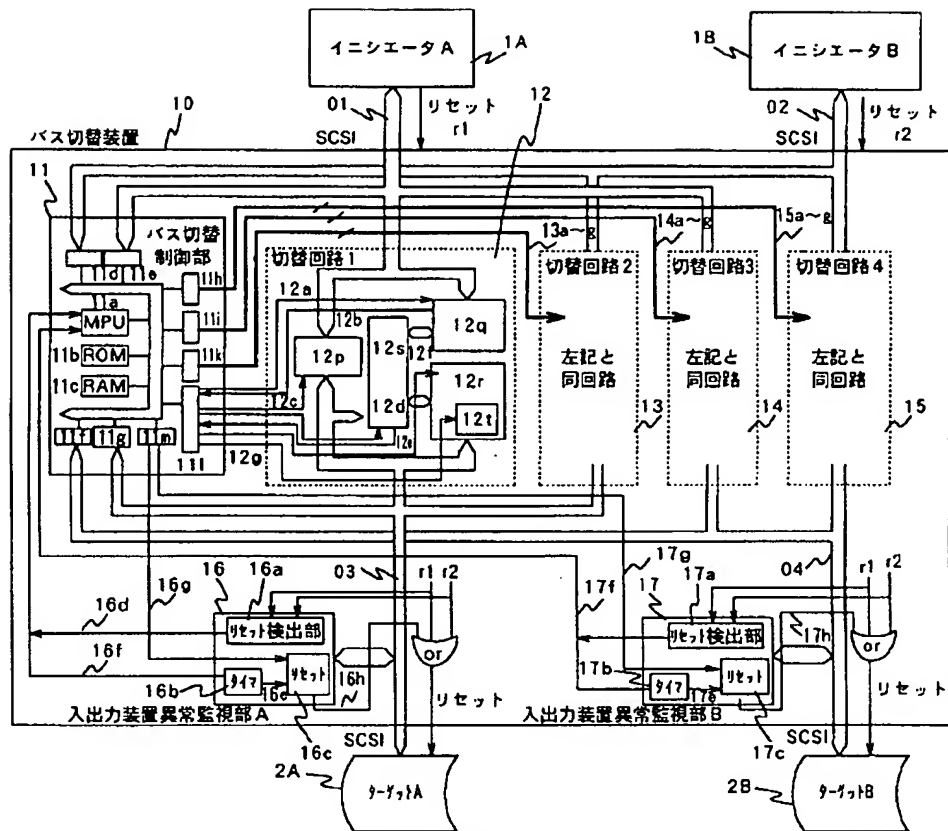 イニシエータA
1A
イニシエータB
1B
01
リセット
r1
12
02
リセット
r2
10
バス切替装置
SCSI
SCSI
11
バス切替
制御部
11d
11e
11h
a
MPU
11i
11b
ROM
11k
11c
RAM
11f
11g
11m
11l
切替回路1
12a
12b
12q
12p
12s
12f
12r
12c
12d
12t
12e
12g
13a~g
14a~g
15a~g
切替回路2
切替回路3
切替回路4
左記と
同回路
左記と
同回路
左記と
同回路
13
14
15
03
04
16g
16
16a
r1
r2
17g
17f
17
17a
r1
r2
16d
リセット検出部
リセット検出部
17h
16f
or
or
タイマ
リセット
17b
タイマ
リセット
16b
16e
16h
リセット
17e
リセット
入出力装置異常監視部A
16c
入出力装置異常監視部B
17c
SCSI
SCSI
2A
ターゲットA
2B
ターゲットB